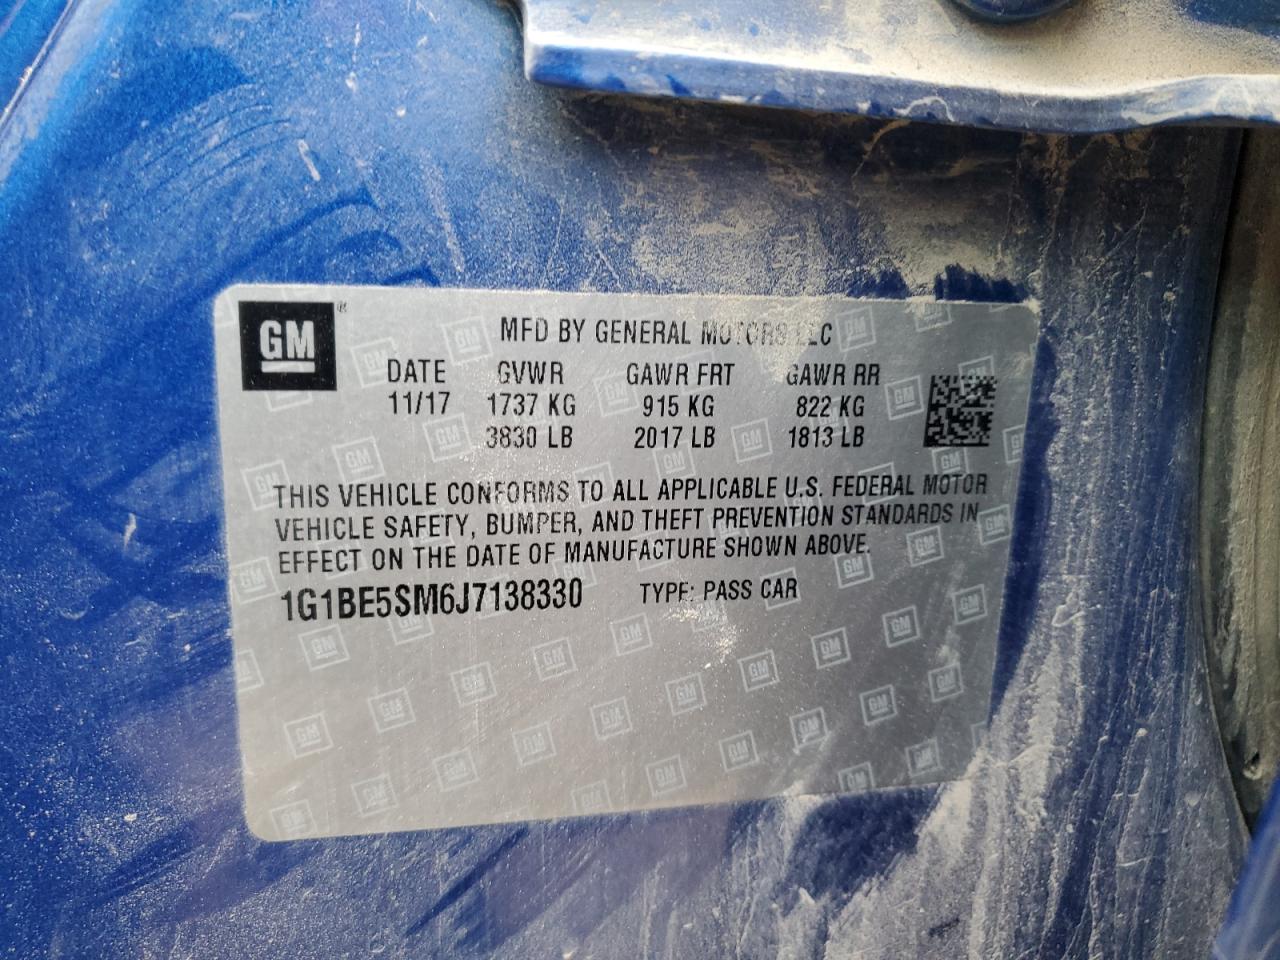 GM ®
MFD BY GENERAL MOTORS LLC
DATE GVWR GAWR FRT GAWR RR
11/17 1737 KG 915 KG 822 KG
3830 LB 2017 LB 1813 LB
THIS VEHICLE CONFORMS TO ALL APPLICABLE U.S. FEDERAL MOTOR
VEHICLE SAFETY, BUMPER, AND THEFT PREVENTION STANDARDS IN
EFFECT ON THE DATE OF MANUFACTURE SHOWN ABOVE.
1G1BE5SM6J7138330 TYPE: PASS CAR